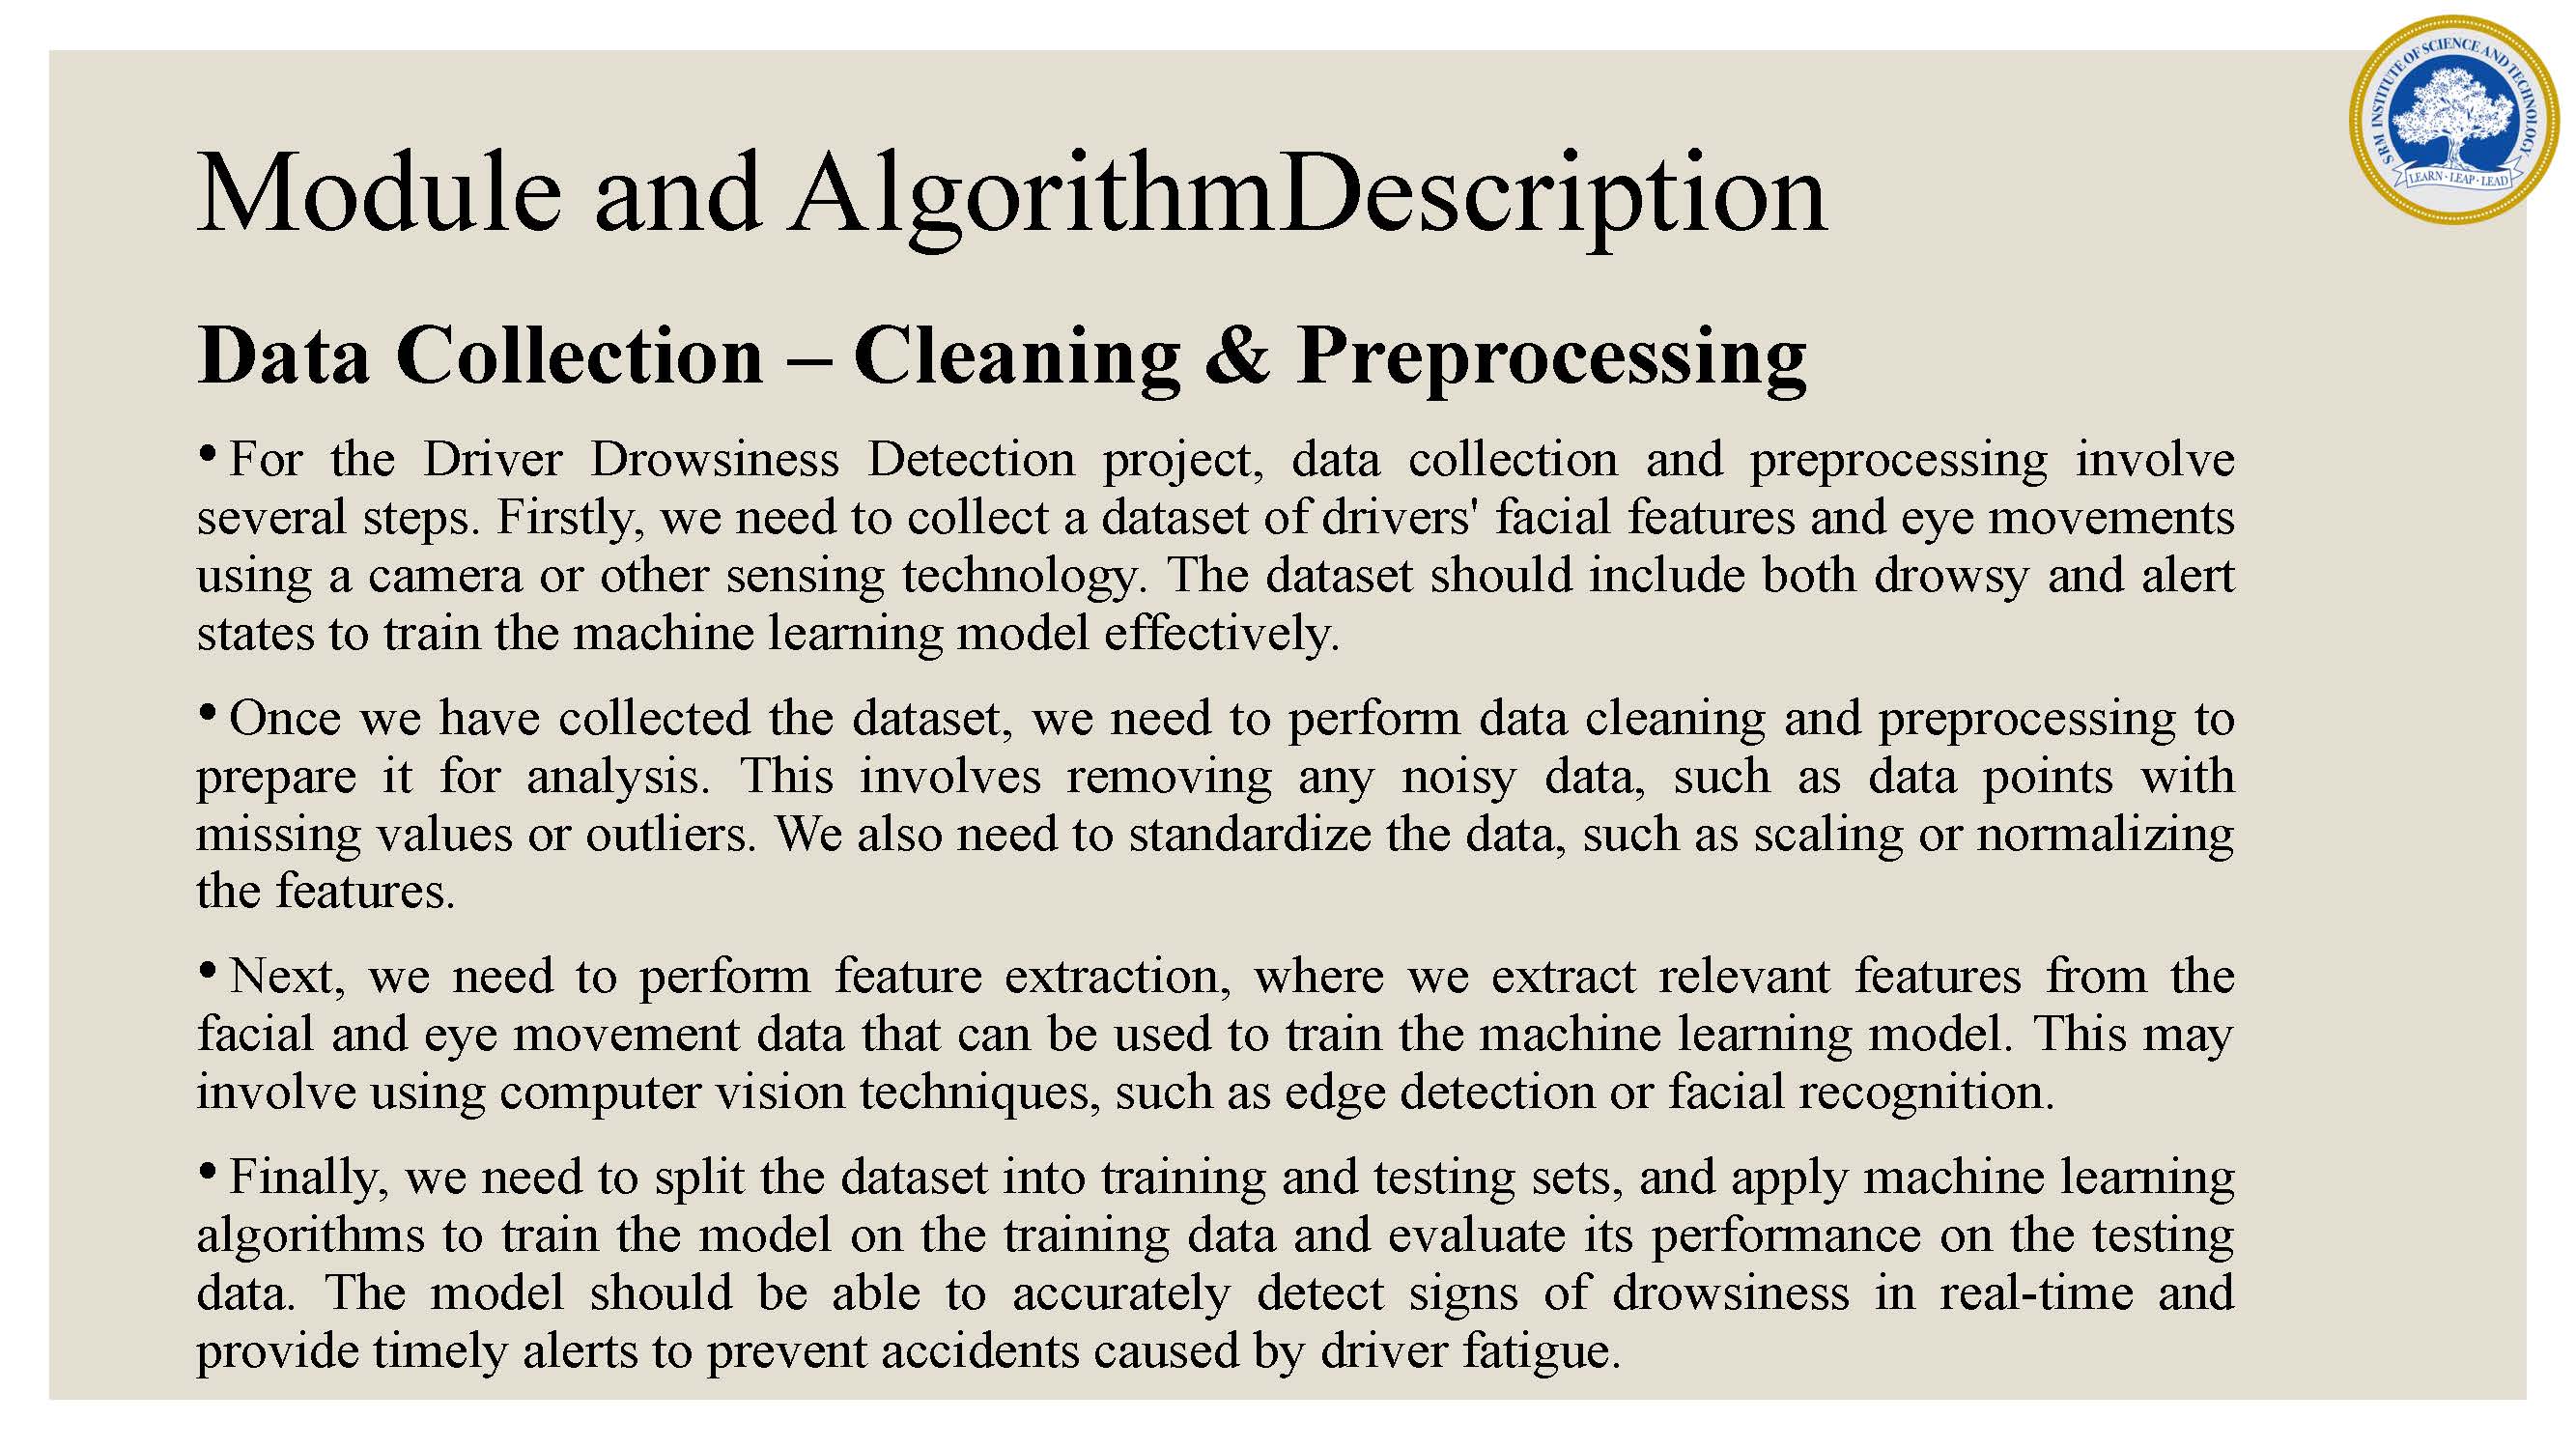 SRM INSTITUTE OF SCIENCE AND TECHNOLOGY
LEARN · LEAP · LEAD
Module and AlgorithmDescription
Data Collection – Cleaning & Preprocessing
• For the Driver Drowsiness Detection project, data collection and preprocessing involve
several steps. Firstly, we need to collect a dataset of drivers' facial features and eye movements
using a camera or other sensing technology. The dataset should include both drowsy and alert
states to train the machine learning model effectively.
• Once we have collected the dataset, we need to perform data cleaning and preprocessing to
prepare it for analysis. This involves removing any noisy data, such as data points with
missing values or outliers. We also need to standardize the data, such as scaling or normalizing
the features.
• Next, we need to perform feature extraction, where we extract relevant features from the
facial and eye movement data that can be used to train the machine learning model. This may
involve using computer vision techniques, such as edge detection or facial recognition.
• Finally, we need to split the dataset into training and testing sets, and apply machine learning
algorithms to train the model on the training data and evaluate its performance on the testing
data. The model should be able to accurately detect signs of drowsiness in real-time and
provide timely alerts to prevent accidents caused by driver fatigue.